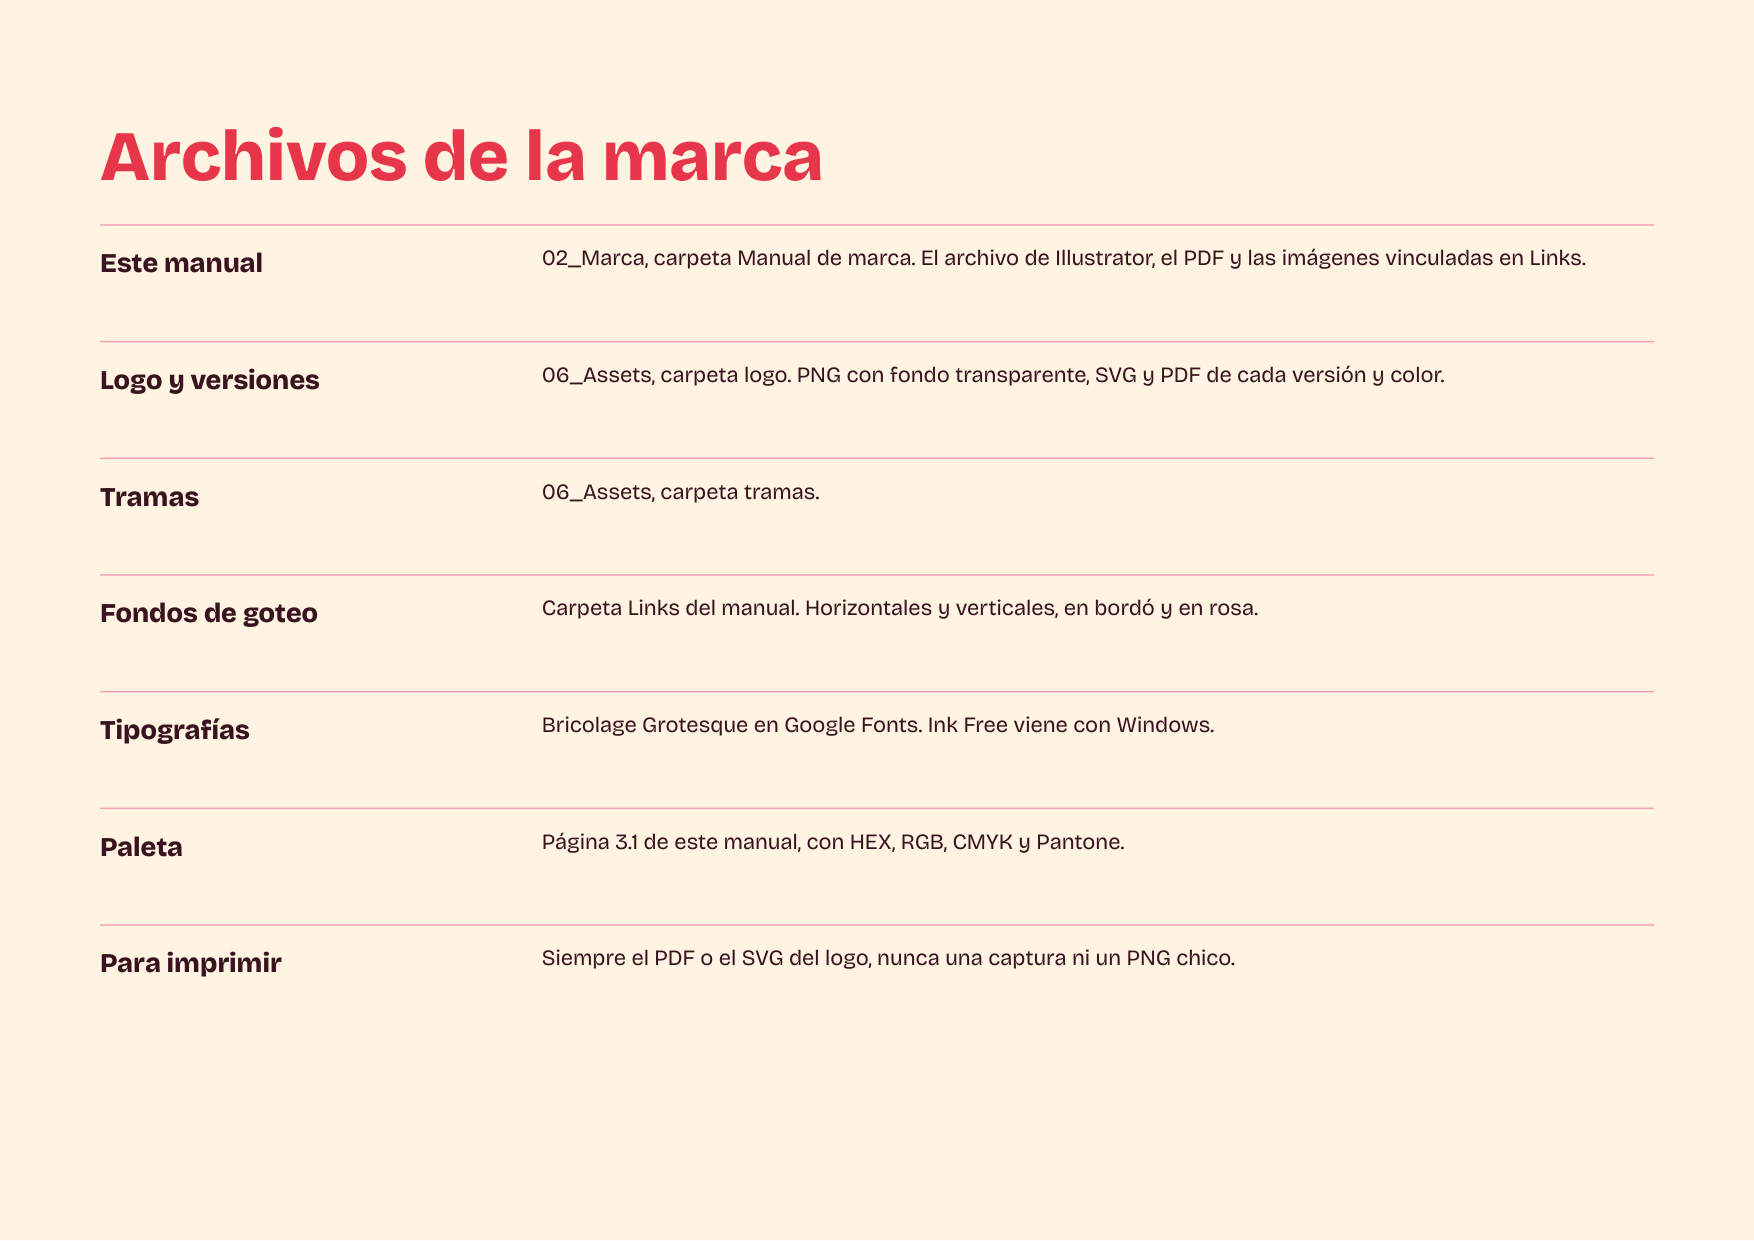 Archivos de la marca
Este manual
02_Marca, carpeta Manual de marca. El archivo de Illustrator, el PDF y las imágenes vinculadas en Links.
Logo y versiones
06_Assets, carpeta logo. PNG con fondo transparente, SVG y PDF de cada versión y color.
Tramas
06_Assets, carpeta tramas.
Fondos de goteo
Carpeta Links del manual. Horizontales y verticales, en bordó y en rosa.
Tipografías
Bricolage Grotesque en Google Fonts. Ink Free viene con Windows.
Paleta
Página 3.1 de este manual, con HEX, RGB, CMYK y Pantone.
Para imprimir
Siempre el PDF o el SVG del logo, nunca una captura ni un PNG chico.